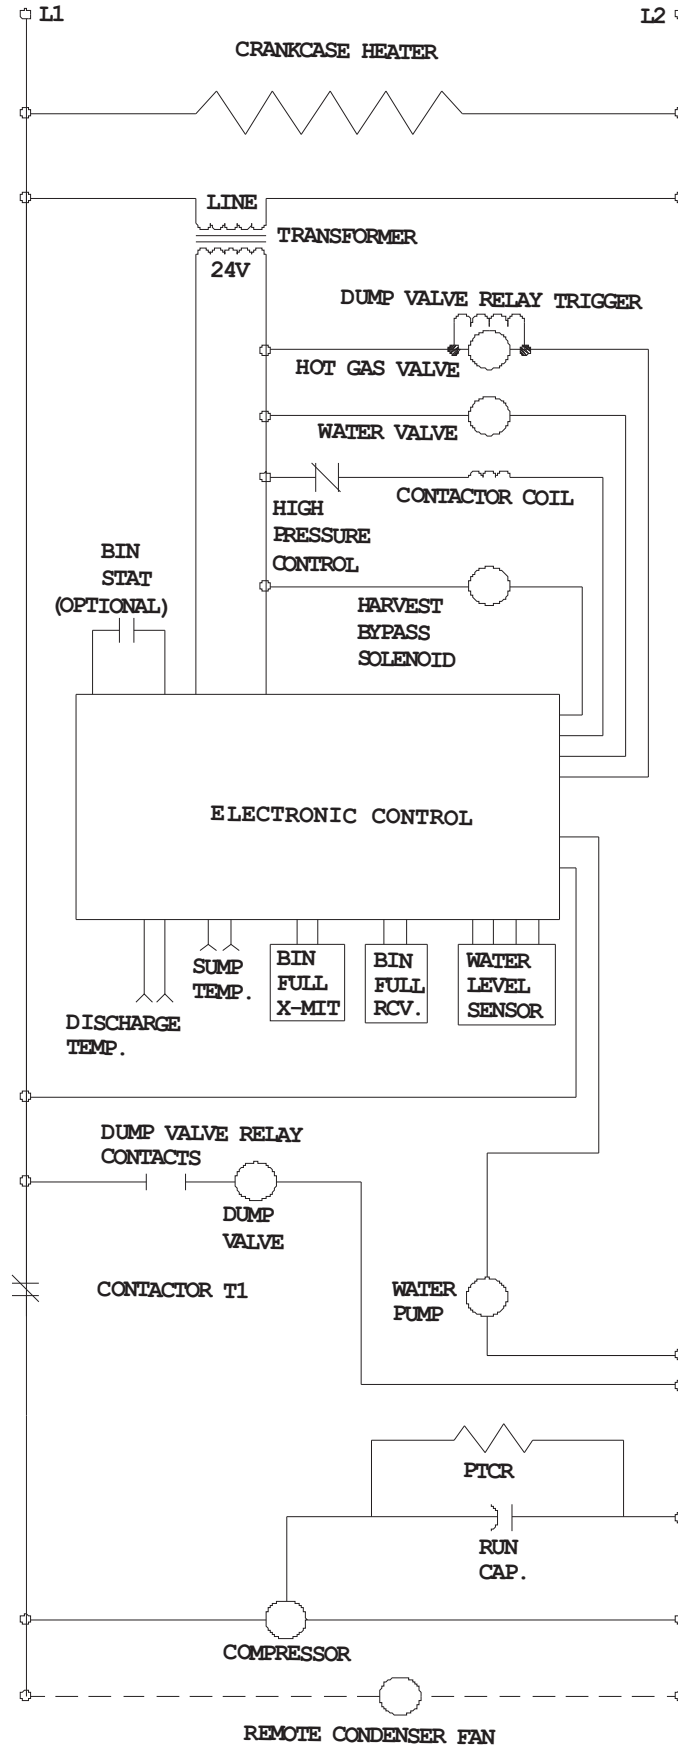 L1
L2
CRANKCASE HEATER
LINE
TRANSFORMER
24V
DUMP VALVE RELAY TRIGGER
HOT GAS VALVE
WATER VALVE
CONTACTOR COIL
HIGH
PRESSURE
CONTROL
BIN
STAT
(OPTIONAL)
HARVEST
BYPASS
SOLENOID
ELECTRONIC CONTROL
DISCHARGE
TEMP.
SUMP
TEMP.
BIN
FULL
X-MIT
BIN
FULL
RCV.
WATER
LEVEL
SENSOR
DUMP VALVE RELAY
CONTACTS
DUMP
VALVE
CONTACTOR T1
WATER
PUMP
PTCR
RUN
CAP.
COMPRESSOR
REMOTE CONDENSER FAN